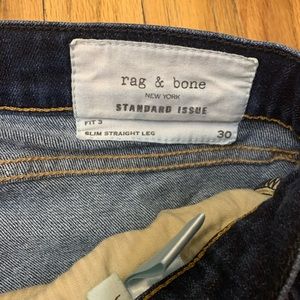 rag & bone
NEW YORK
STANDARD ISSUE
FIT 3
SLIM STRAIGHT LEG 30